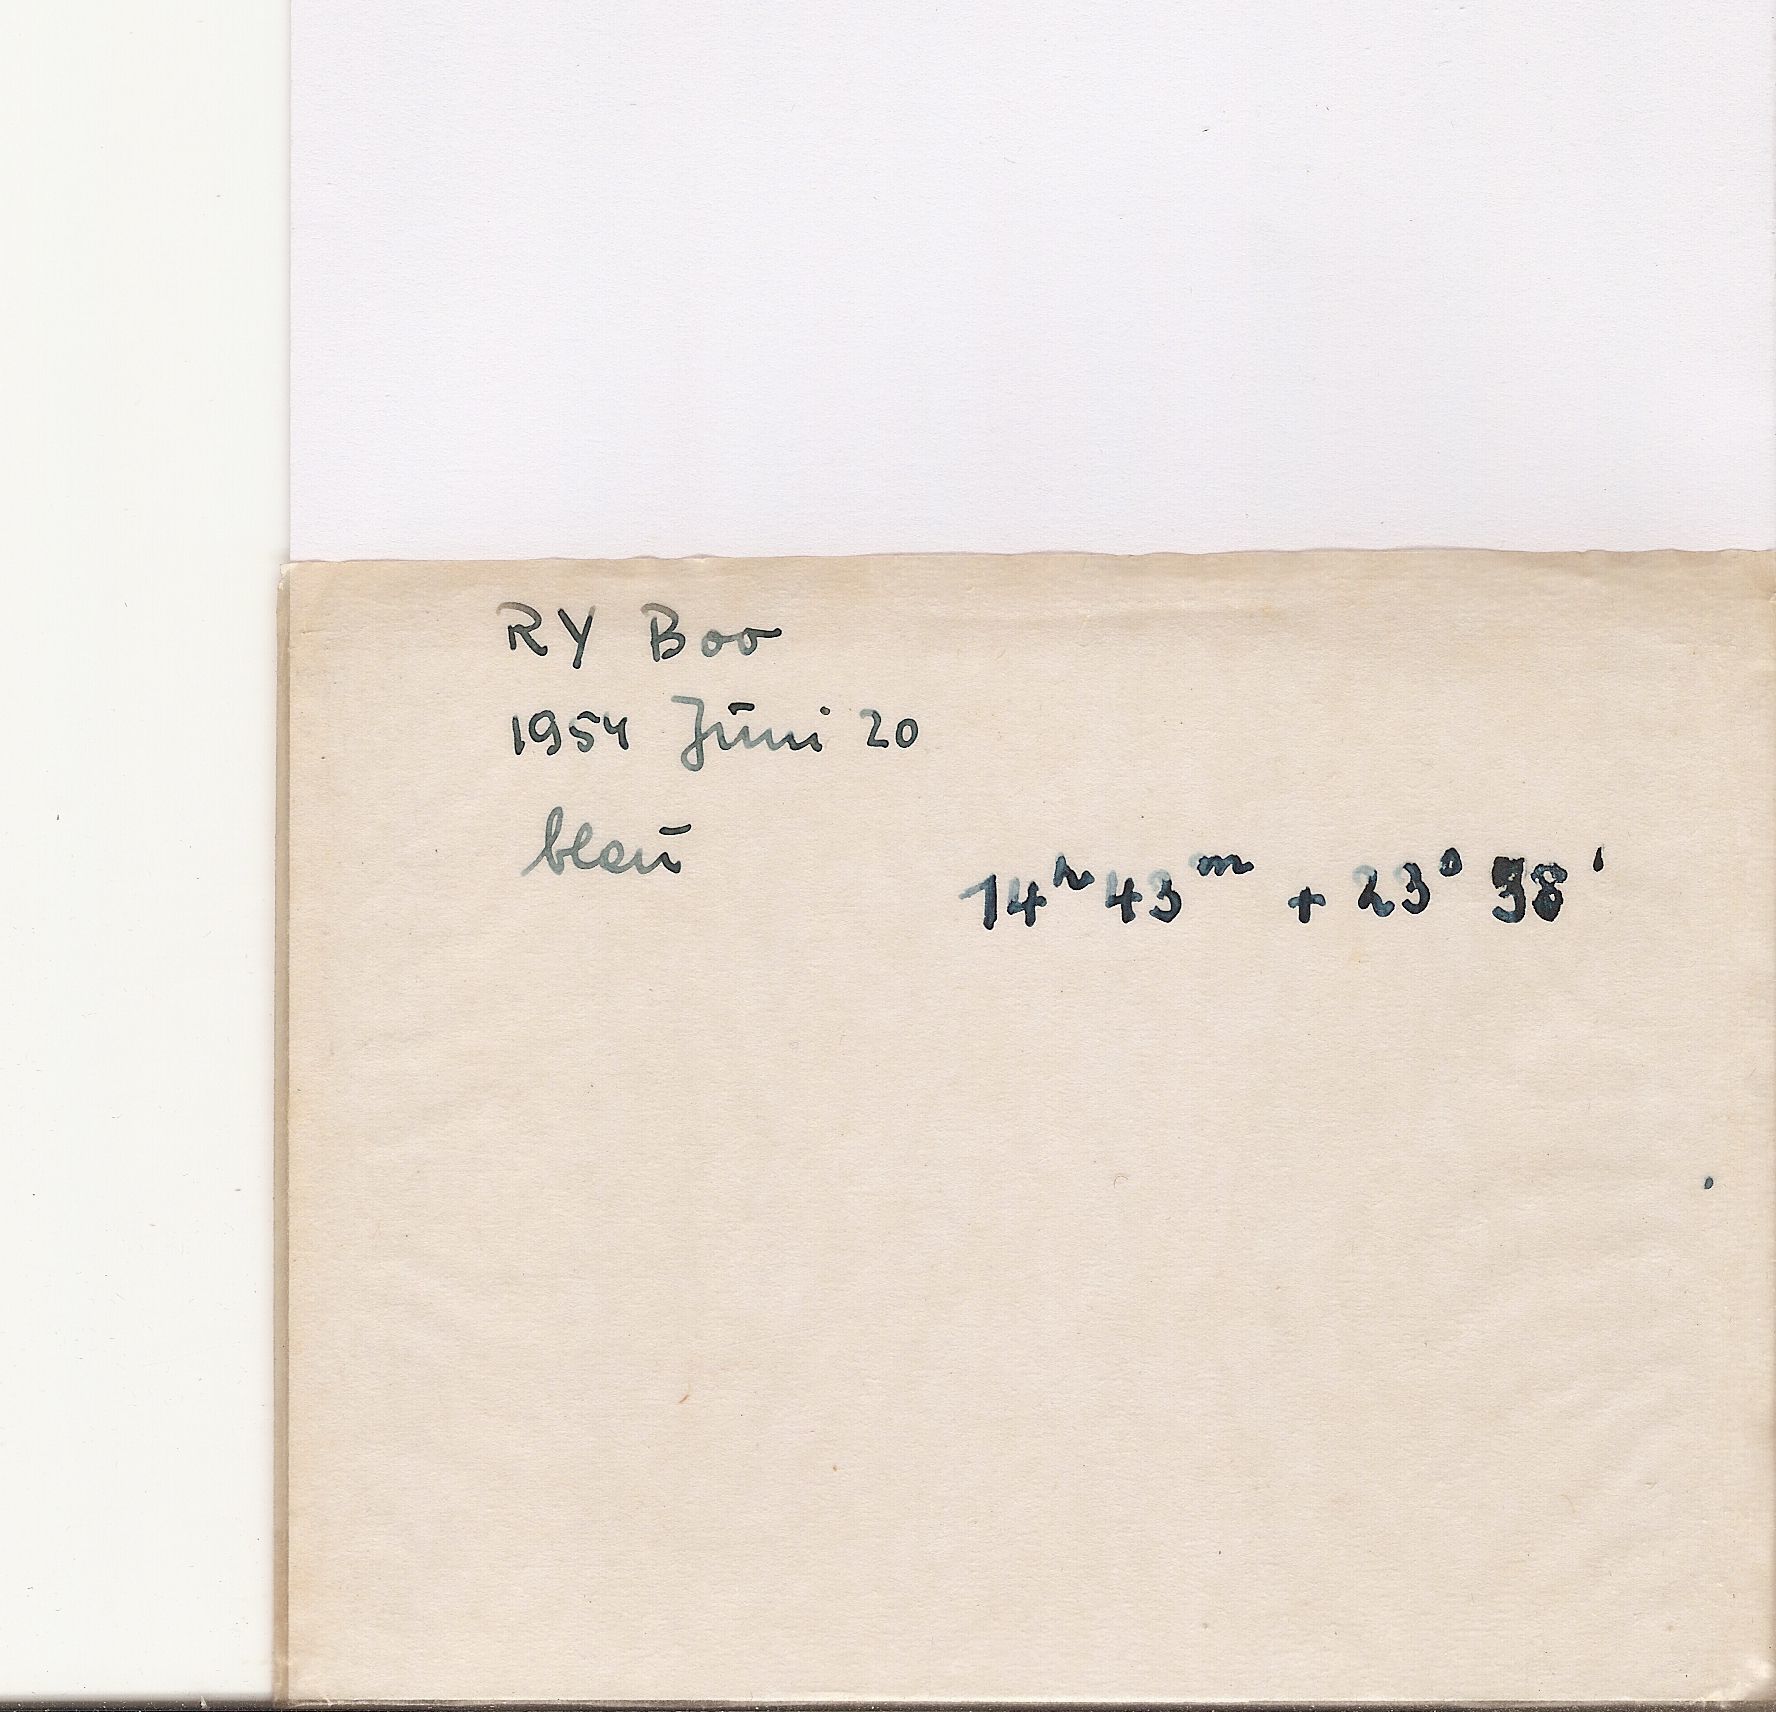 RY Boo
1954 Juni 20
blau
14ʰ 43ᵐ + 23° 38'